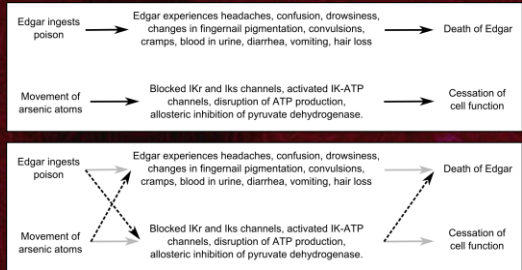 Edgar ingests
poison
Edgar experiences headaches, confusion, drowsiness,
changes in fingernail pigmentation, convulsions,
cramps, blood in urine, diarrhea, vomiting, hair loss
Death of Edgar
Movement of
arsenic atoms
Blocked IKr and Iks channels, activated IK-ATP
channels, disruption of ATP production,
allosteric inhibition of pyruvate dehydrogenase.
Cessation of
cell function
Edgar ingests
poison
Edgar experiences headaches, confusion, drowsiness,
changes in fingernail pigmentation, convulsions,
cramps, blood in urine, diarrhea, vomiting, hair loss
Death of Edgar
Movement of
arsenic atoms
Blocked IKr and Iks channels, activated IK-ATP
channels, disruption of ATP production,
allosteric inhibition of pyruvate dehydrogenase.
Cessation of
cell function